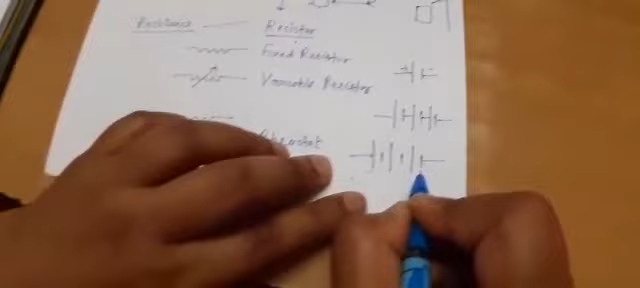 Resistance Resistor
Fixed Resistor
Variable Resistor
Rheostat